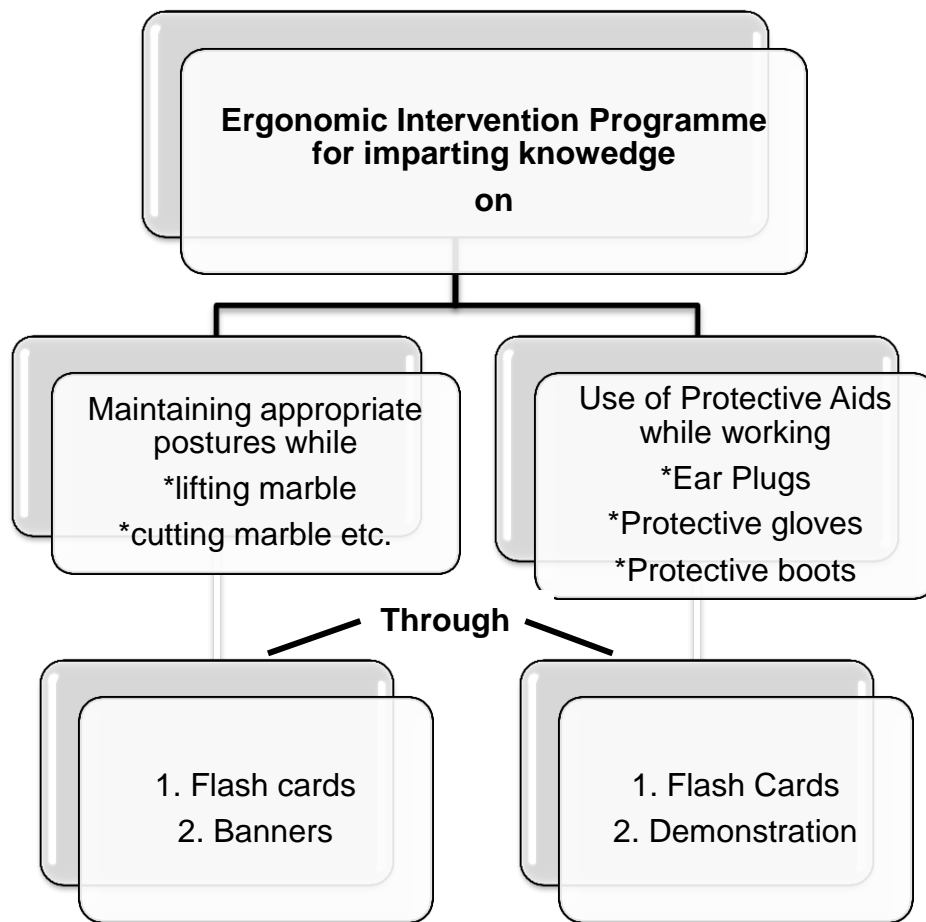 Ergonomic Intervention Programme
for imparting knowedge
on
Maintaining appropriate
postures while
*lifting marble
*cutting marble etc.
Use of Protective Aids
while working
*Ear Plugs
*Protective gloves
*Protective boots
Through
1. Flash cards
2. Banners
1. Flash Cards
2. Demonstration